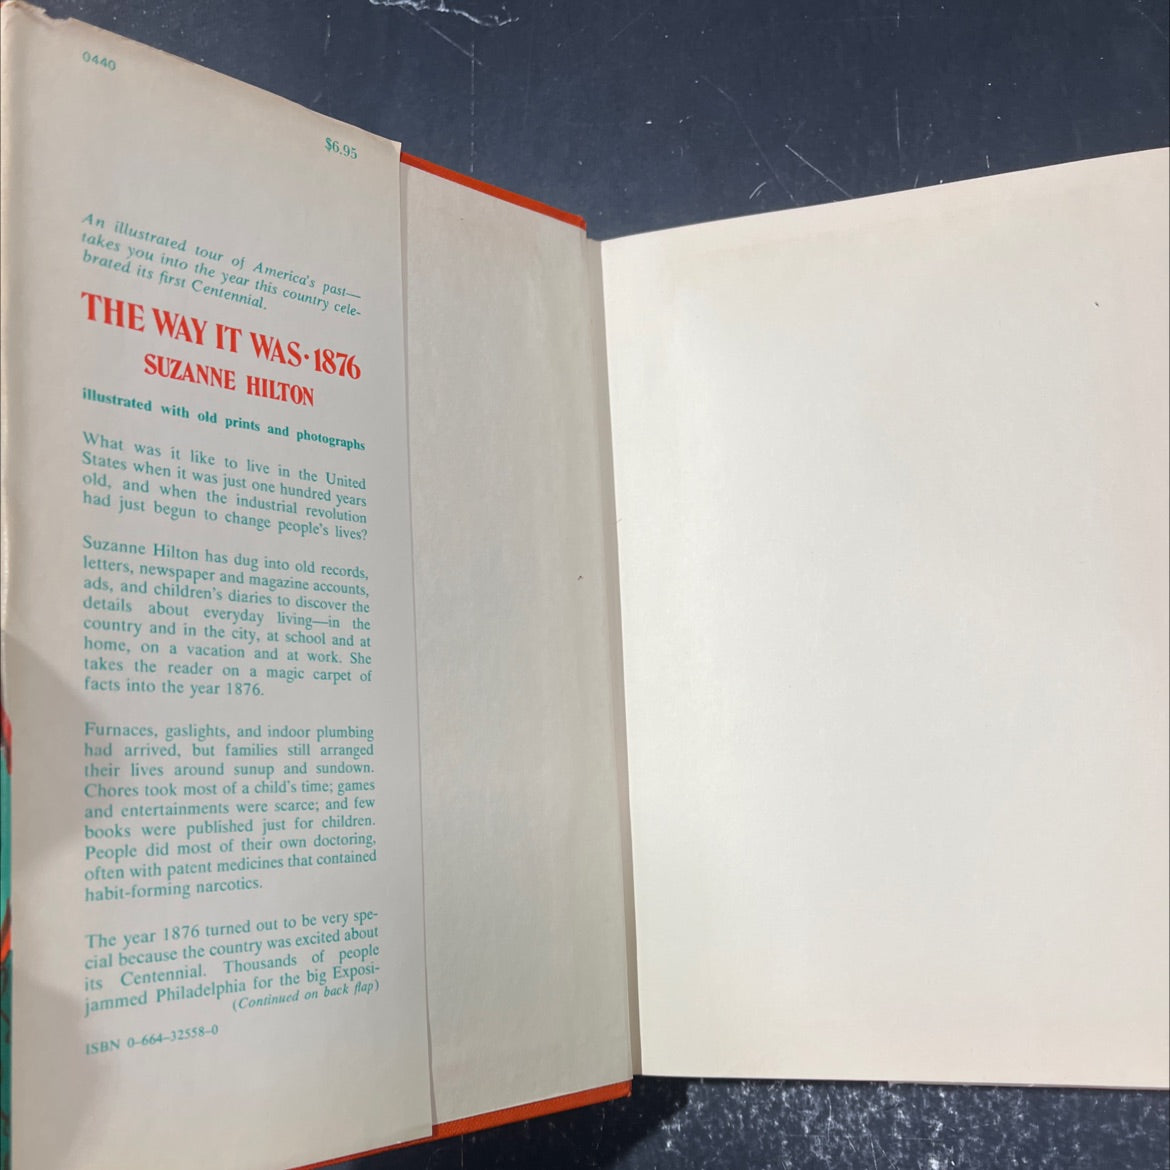 0440
$6.95
An illustrated tour of America's past—
takes you into the year this country cele-
brated its first Centennial.
THE WAY IT WAS·1876
SUZANNE HILTON
illustrated with old prints and photographs
What was it like to live in the United
States when it was just one hundred years
old, and when the industrial revolution
had just begun to change people's lives?
Suzanne Hilton has dug into old records,
letters, newspaper and magazine accounts,
ads, and children's diaries to discover the
details about everyday living—in the
country and in the city, at school and at
home, on a vacation and at work. She
takes the reader on a magic carpet of
facts into the year 1876.
Furnaces, gaslights, and indoor plumbing
had arrived, but families still arranged
their lives around sunup and sundown.
Chores took most of a child's time; games
and entertainments were scarce; and few
books were published just for children.
People did most of their own doctoring,
often with patent medicines that contained
habit-forming narcotics.
The year 1876 turned out to be very spe-
cial because the country was excited about
its Centennial. Thousands of people
jammed Philadelphia for the big Exposi-
(Continued on back flap)
ISBN 0-664-32558-0